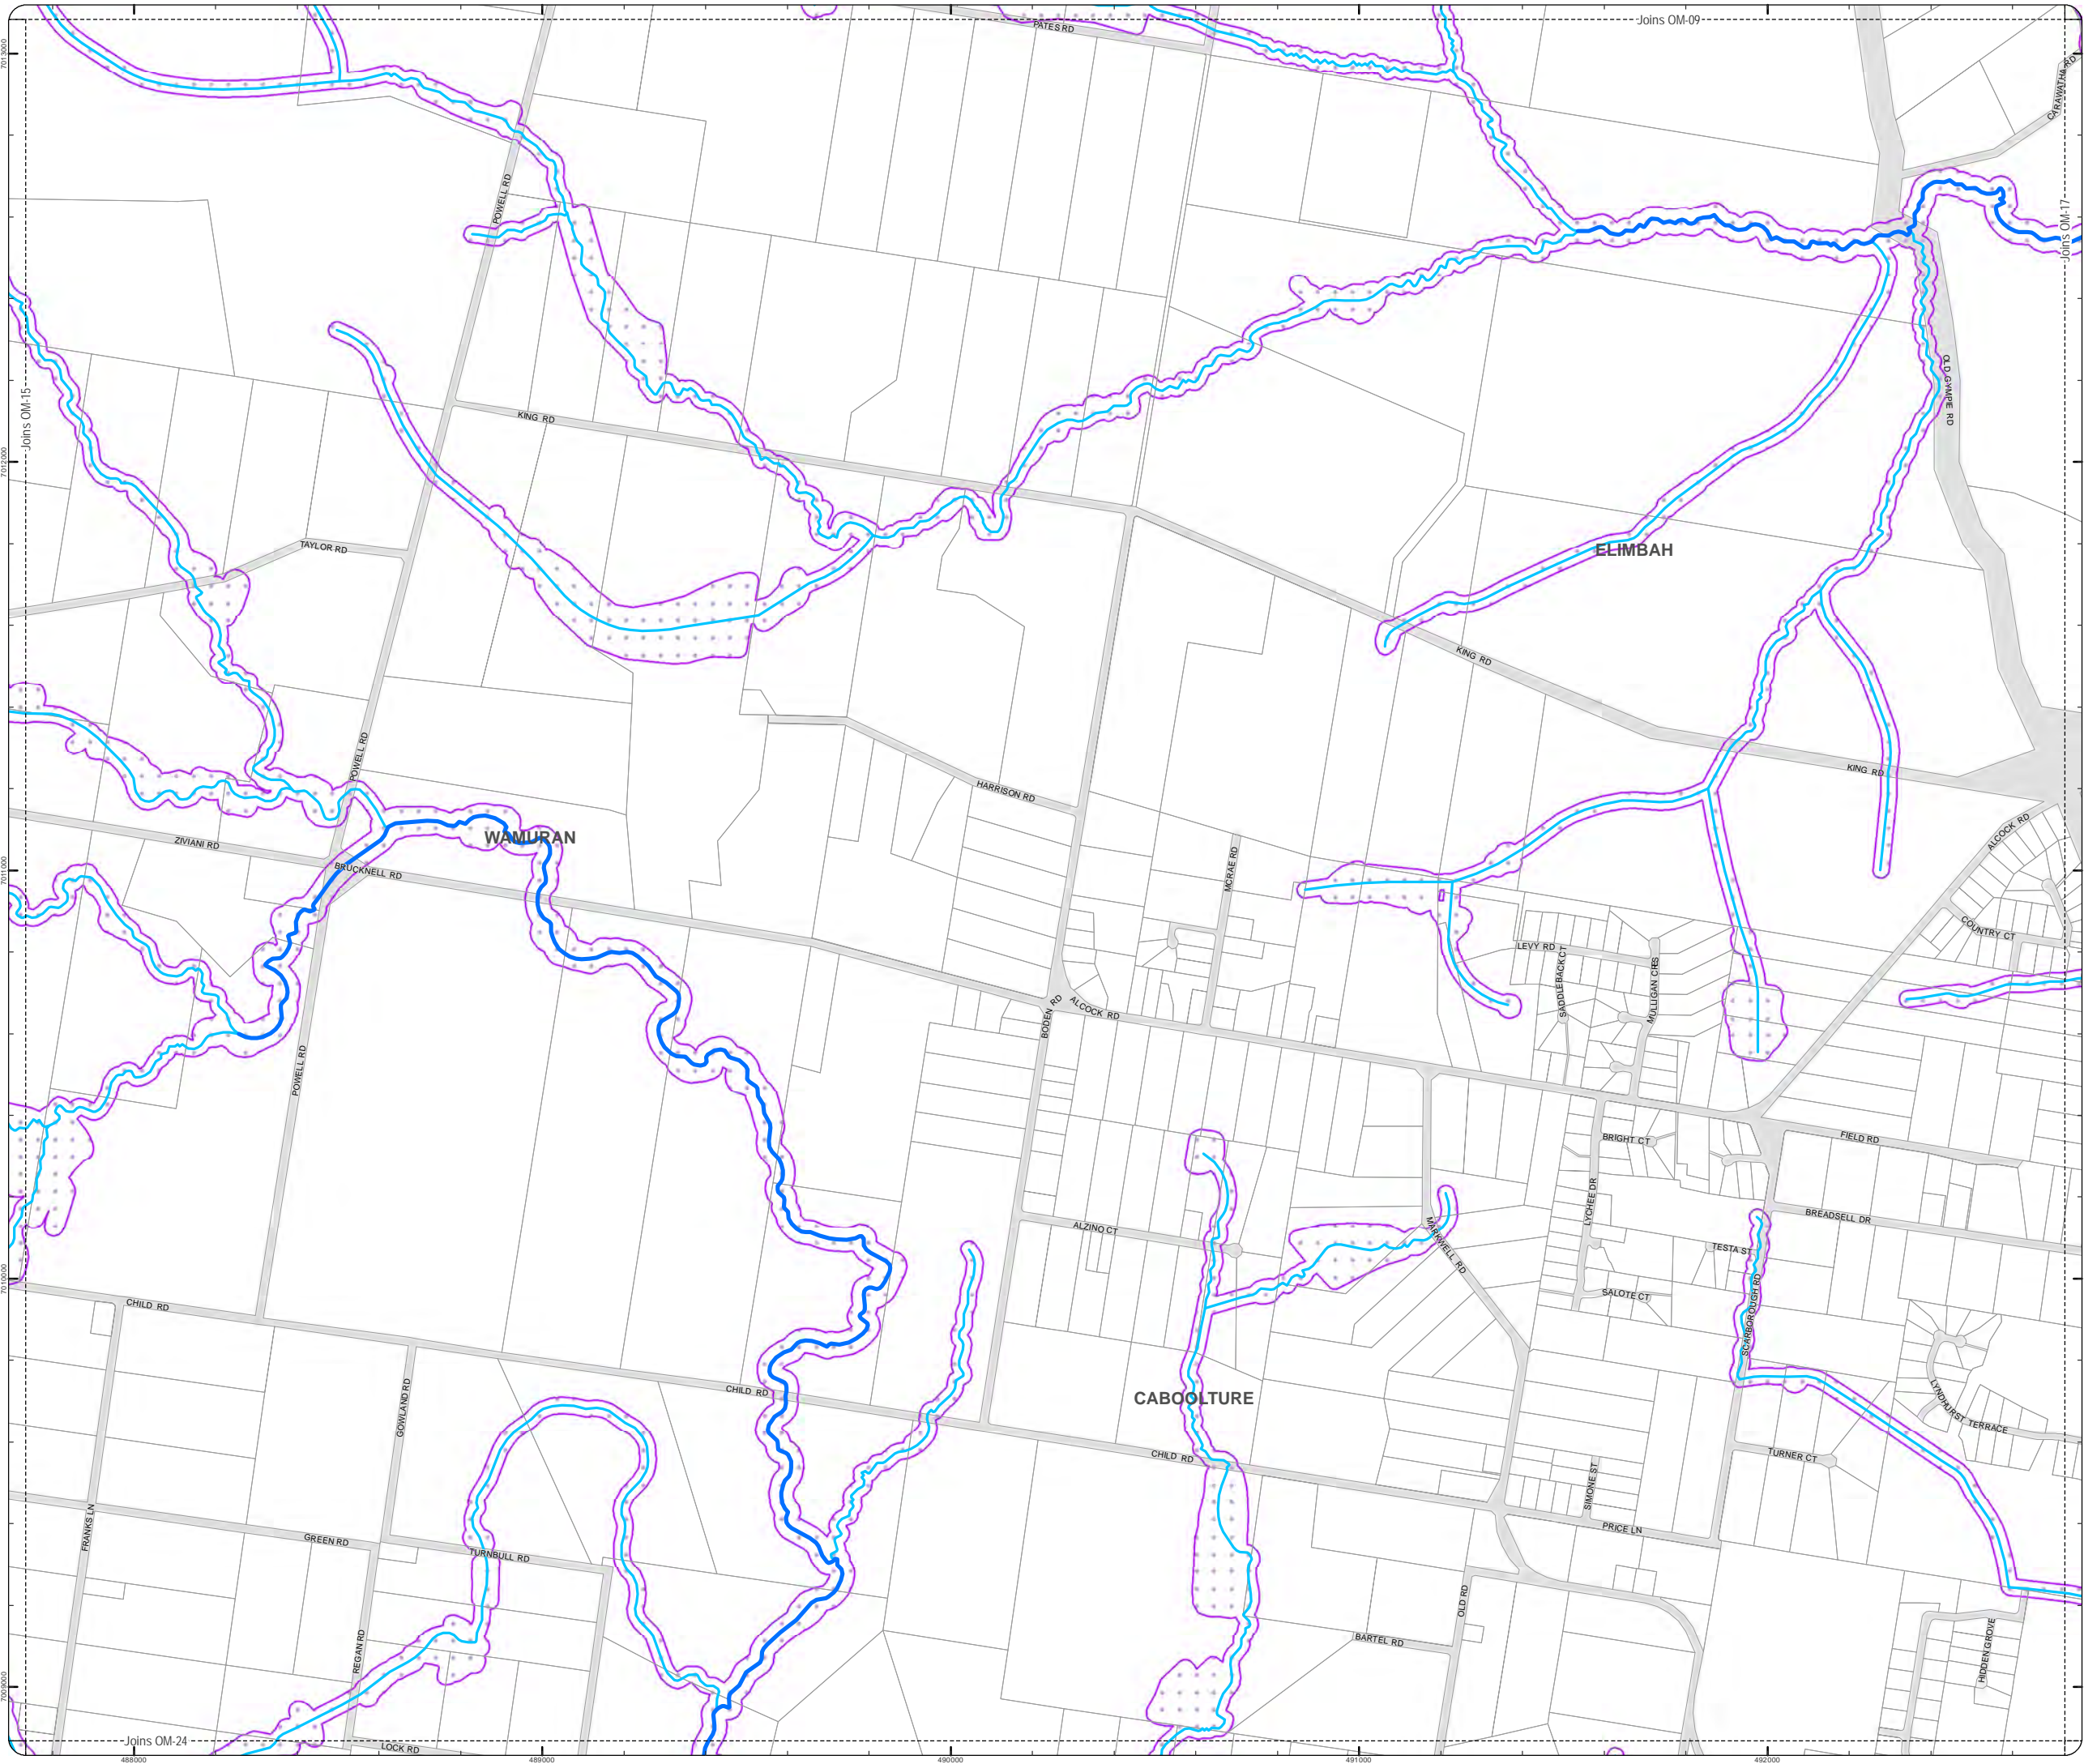 Joins OM-09
PATES RD
7013000
CARAWATHA RD
POWELL RD
Joins OM-17
Joins OM-15
OLD GYMPIE RD
KING RD
7012000
TAYLOR RD
ELIMBAH
KING RD
POWELL RD
KING RD
HARRISON RD
WAMURAN
ZIVIANI RD
ALCOCK RD
BRUCKNELL RD
7011000
MCRAE RD
COUNTRY CT
LEVY RD
SADDLEBACK CT
MULLIGAN CRES
ALCOCK RD
BODEN RD
POWELL RD
BRIGHT CT
FIELD RD
LYCHEE DR
BREADSELL DR
ALZINO CT
MARKWELL RD
TESTA ST
7010000
SALOTE CT
CHILD RD
SCARBOROUGH RD
CHILD RD
CABOOLTURE
GOWLAND RD
LYNDHURST TERRACE
CHILD RD
TURNER CT
SIMONE ST
FRANKS LN
GREEN RD
PRICE LN
TURNBULL RD
OLD RD
REGAN RD
BARTEL RD
HIDDEN GROVE
7009000
Joins OM-24
LOCK RD
488000
489000
490000
491000
492000